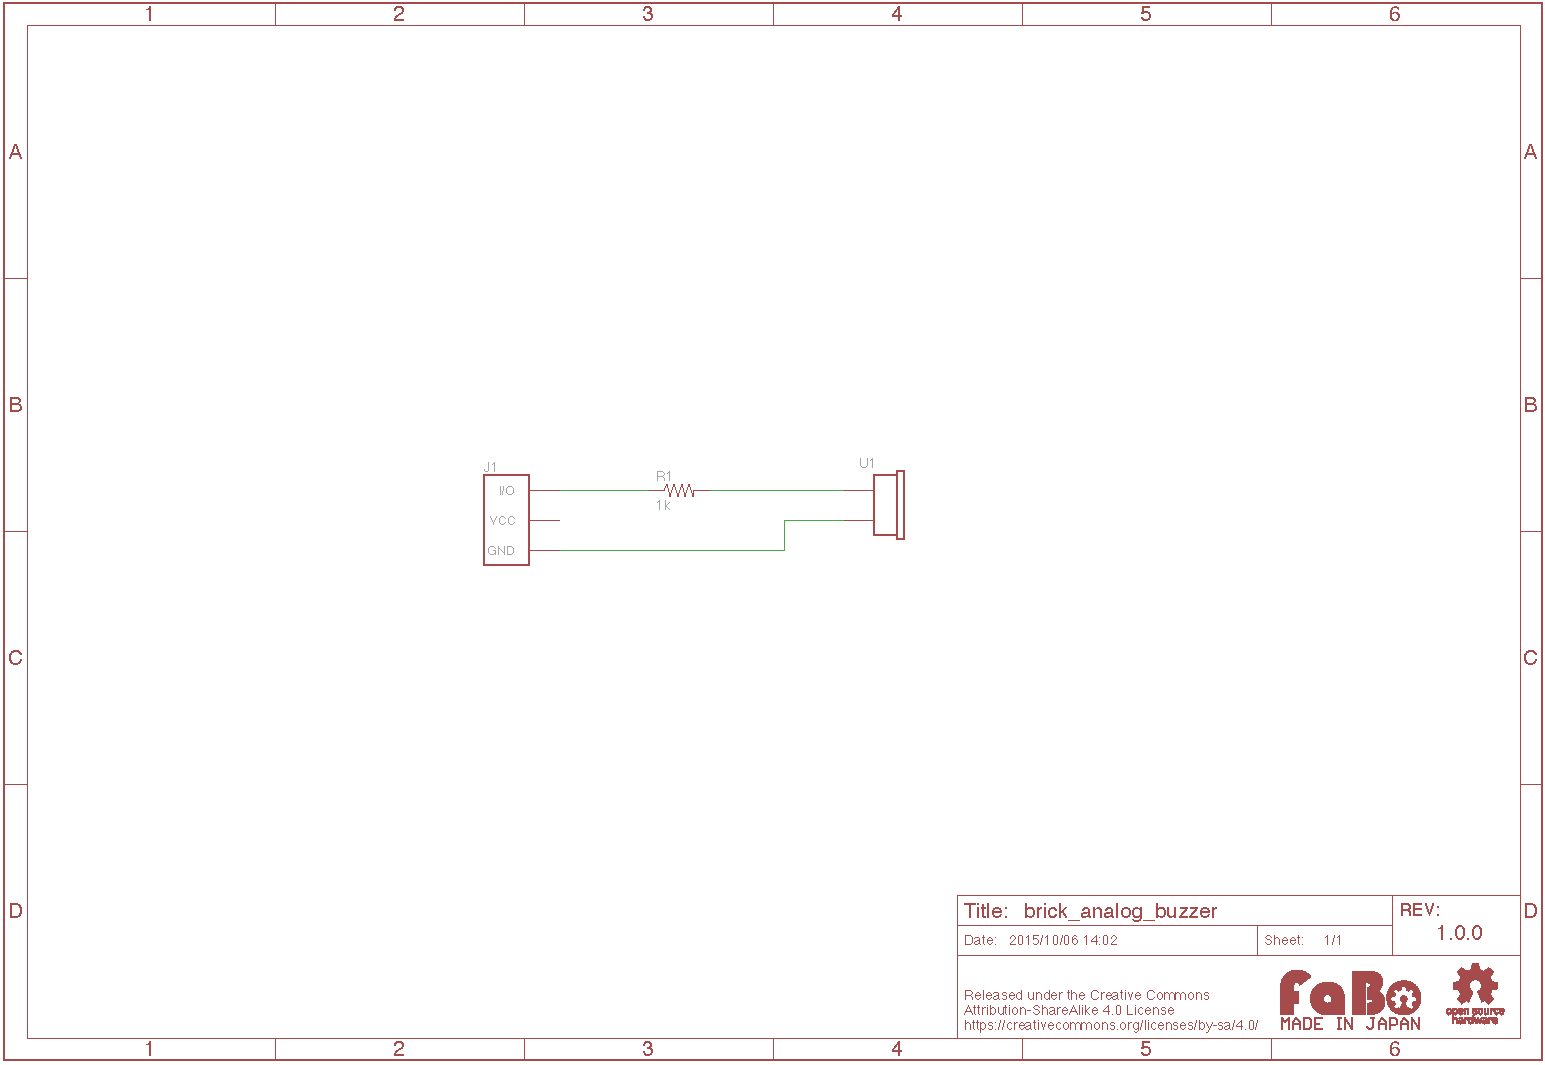 1 2 3 4 5 6
A A
B B
J1
I/O
VCC
GND
R1
1k
U1
C C
D D
Title: brick_analog_buzzer
REV:
1.0.0
Date: 2015/10/06 14:02
Sheet: 1/1
Released under the Creative Commons
Attribution-ShareAlike 4.0 License
https://creativecommons.org/licenses/by-sa/4.0/
FaBo
MADE IN JAPAN
open source
hardware
1 2 3 4 5 6